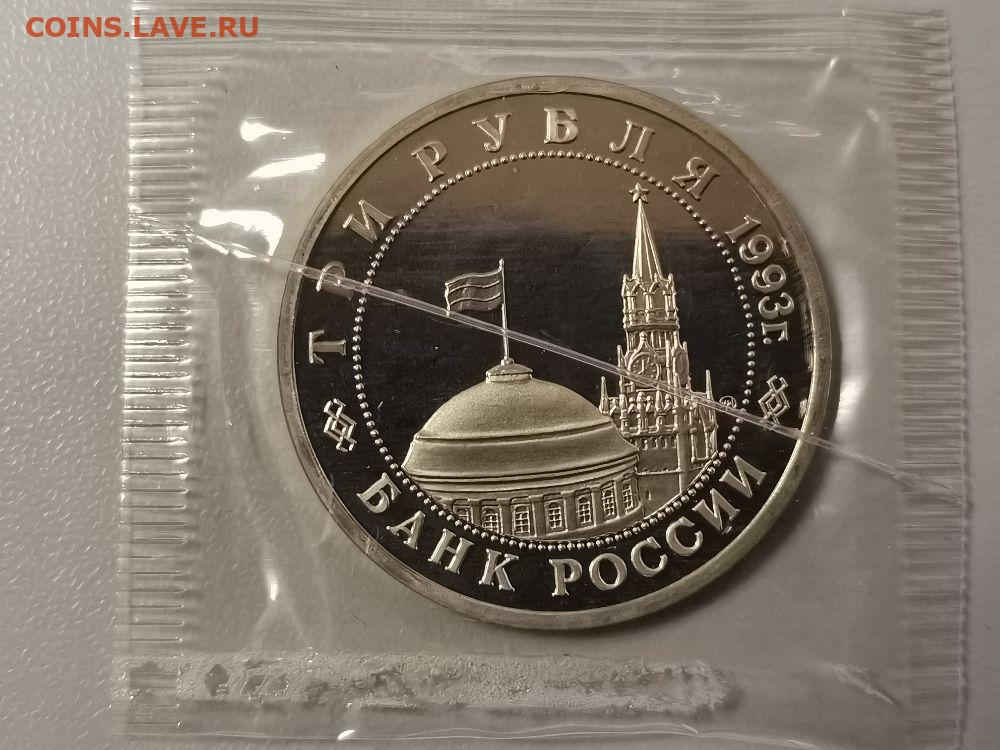 COINS.LAVE.RU
ТРИ РУБЛЯ 1993г.
БАНК РОССИИ